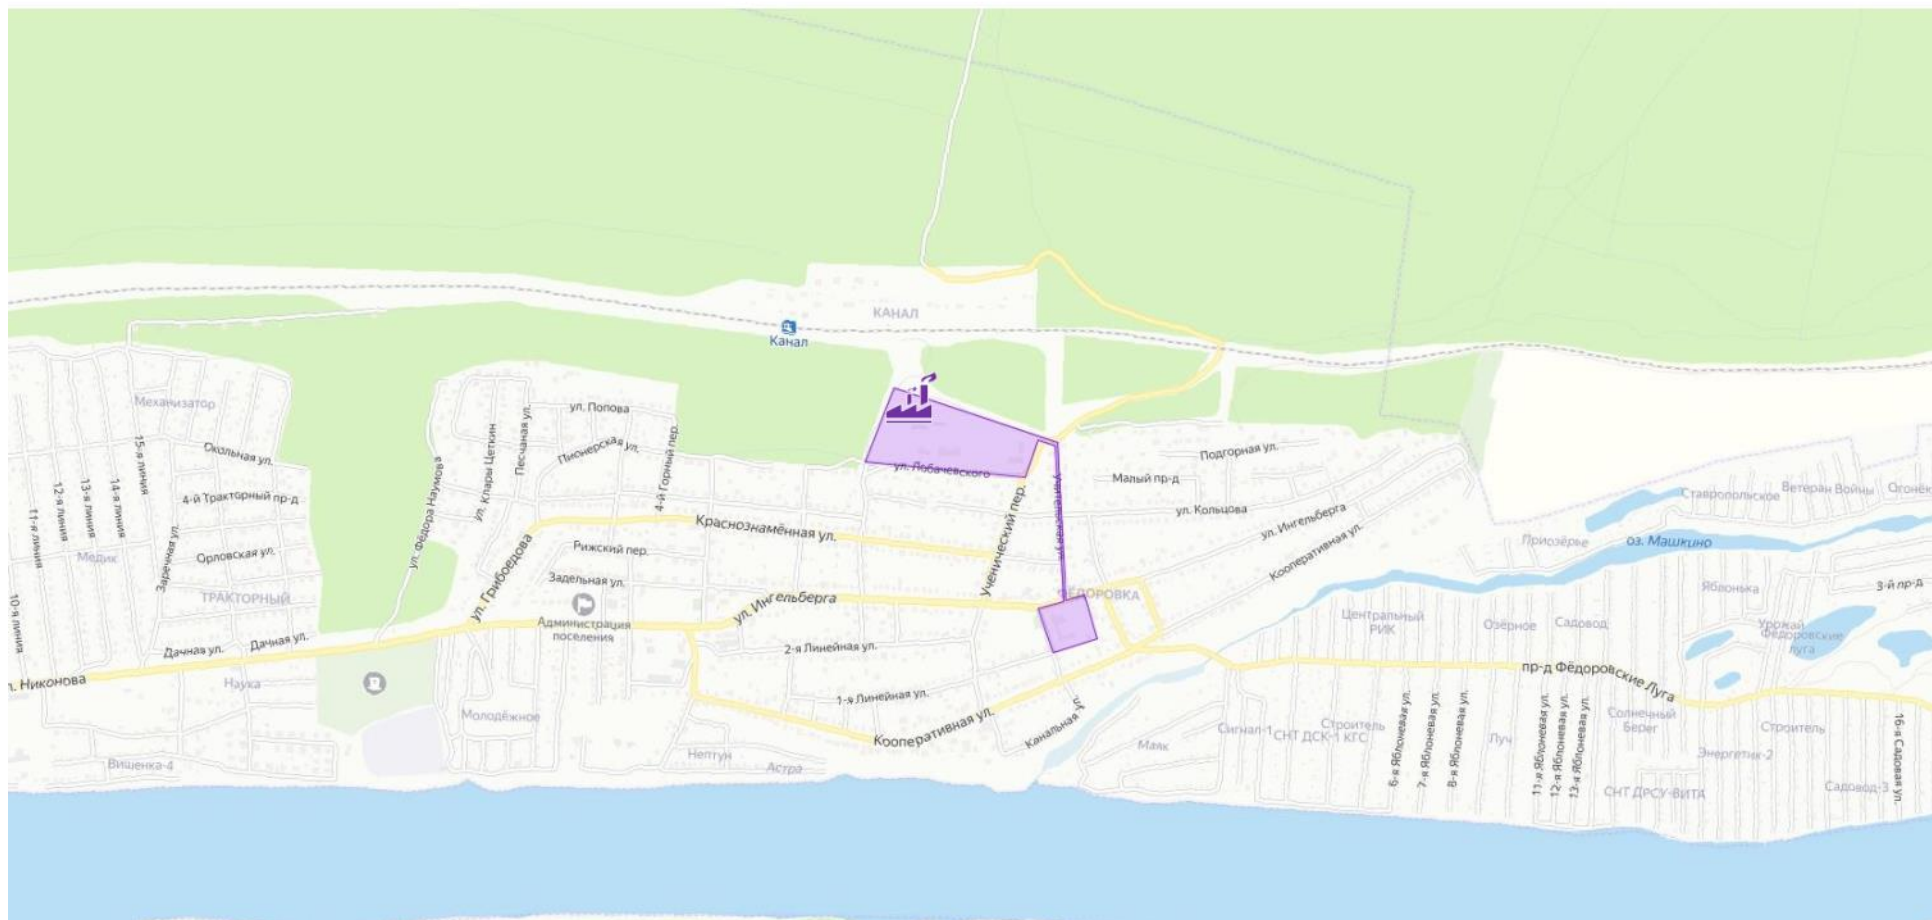 КАНАЛ
Канал
Механизатор
Окольная ул.
15-я линия
14-я линия
13-я линия
12-я линия
11-я линия
10-я линия
4-й Тракторный пр-д
Орловская ул.
Медик
Заречная ул.
ТРАКТОРНЫЙ
Дачная ул.
Дачная ул.
л. Никонова
Наука
Вишенка-4
ул. Фёдора Наумова
ул. Клары Цеткин
Песчаная ул.
ул. Попова
Пионерская ул.
4-й Горный пер.
Краснознамённая ул.
ул. Грибоедова
Рижский пер.
Задельная ул.
Администрация
поселения
ул. Ингельберга
2-я Линейная ул.
1-я Линейная ул.
Молодёжное
Нептун
Астра
Кооперативная ул.
Канальная ул.
ул. Лобачевского
Ученический пер.
Учительская ул.
ФЁДОРОВКА
Подгорная ул.
Малый пр-д
ул. Кольцова
ул. Ингельберга
Кооперативная ул.
Ставропольское
Ветеран Войны
Огонёк
Приозёрье
оз. Машкино
Яблонька
3-й пр-д
Центральный
РИК
Озёрное
Садовод
Урожай
Фёдоровские
луга
пр-д Фёдоровские Луга
Маяк
Сигнал-1
Строитель
СНТ ДСК-1 КГС
6-я Яблоневая ул.
7-я Яблоневая ул.
8-я Яблоневая ул.
Луч
11-я Яблоневая ул.
12-я Яблоневая ул.
13-я Яблоневая ул.
Солнечный
Берег
Строитель
Энергетик-2
16-я Садовая ул.
СНТ ДРСУ-ВИТА
Садовод-3